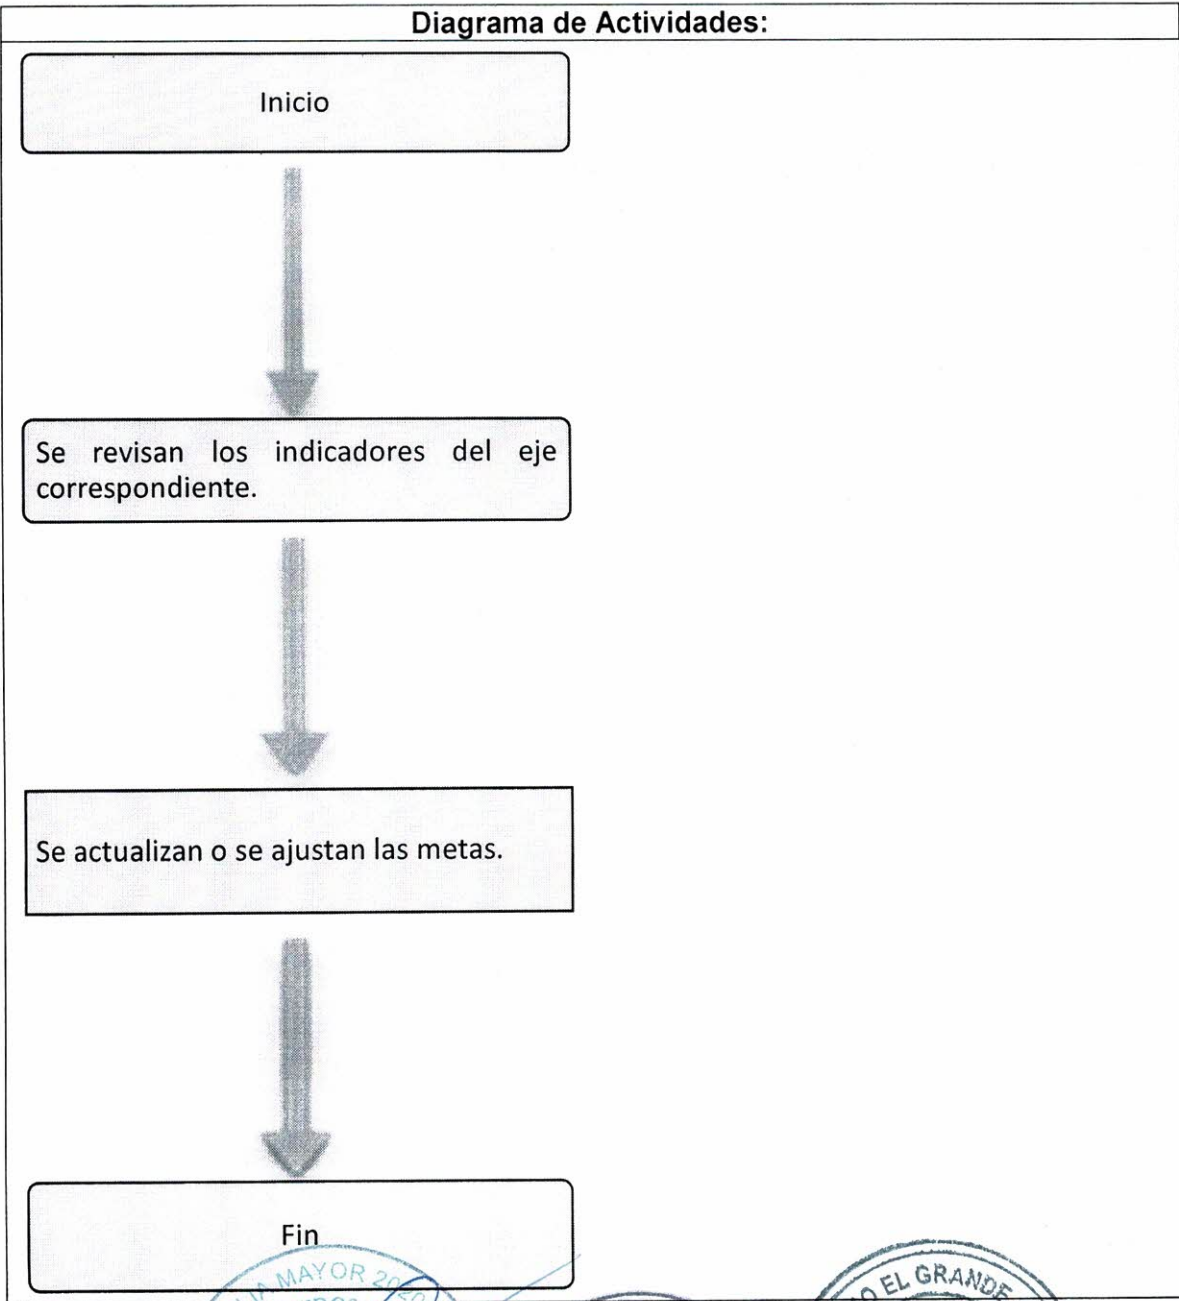 Diagrama de Actividades:
Inicio
Se revisan los indicadores del eje
correspondiente.
Se actualizan o se ajustan las metas.
Fin
MAYOR 2020
EL GRANDE